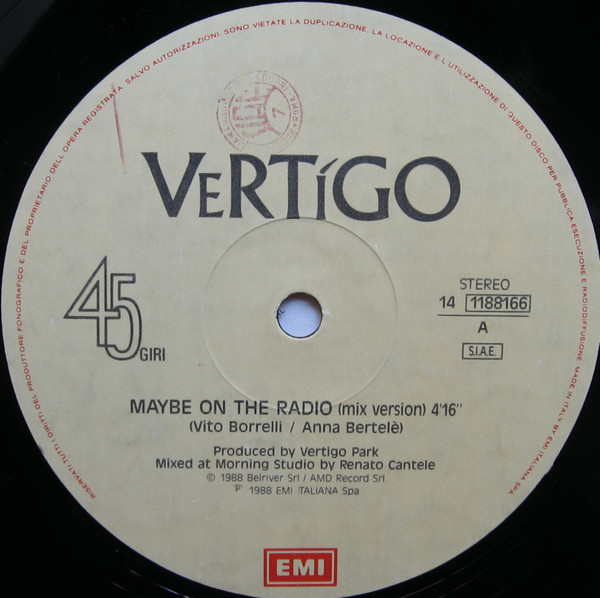 RISERVATI TUTTI I DIRITTI DEL PRODUTTORE FONOGRAFICO E DEL PROPRIETARIO DELL'OPERA REGISTRATA. SALVO AUTORIZZAZIONI, SONO VIETATE LA DUPLICAZIONE, LA LOCAZIONE E L'UTILIZZAZIONE DI QUESTO DISCO PER PUBBLICA ESECUZIONE E RADIODIFFUSIONE. MADE IN ITALY BY EMI ITALIANA SPA
VeRTíGO
45 GIRI
STEREO
14 1188166
A
S.I.A.E.
MAYBE ON THE RADIO (mix version) 4'16"
(Vito Borrelli / Anna Bertelè)
Produced by Vertigo Park
Mixed at Morning Studio by Renato Cantele
© 1988 Belriver Srl / AMD Record Srl
℗ 1988 EMI ITALIANA Spa
EMI